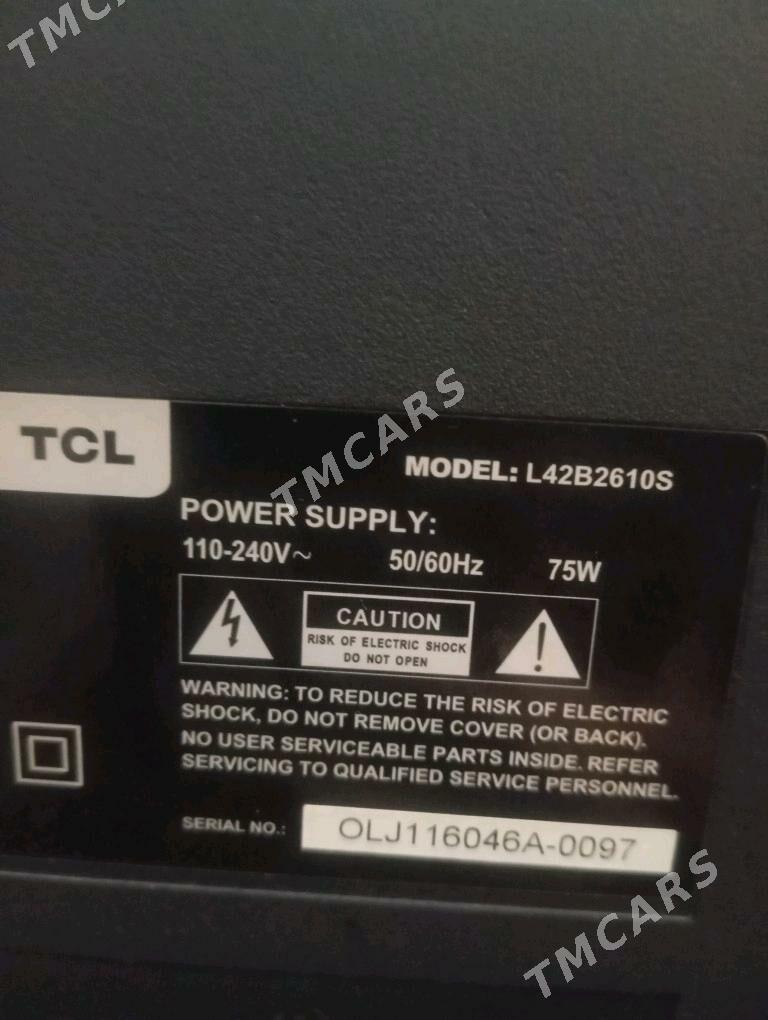 TMCARS
TCL
MODEL: L42B2610S
TMCARS
POWER SUPPLY:
110-240V~ 50/60Hz 75W
CAUTION
RISK OF ELECTRIC SHOCK
DO NOT OPEN
WARNING: TO REDUCE THE RISK OF ELECTRIC
SHOCK, DO NOT REMOVE COVER (OR BACK).
NO USER SERVICEABLE PARTS INSIDE. REFER
SERVICING TO QUALIFIED SERVICE PERSONNEL.
SERIAL NO.: OLJ116046A-0097
TMCARS